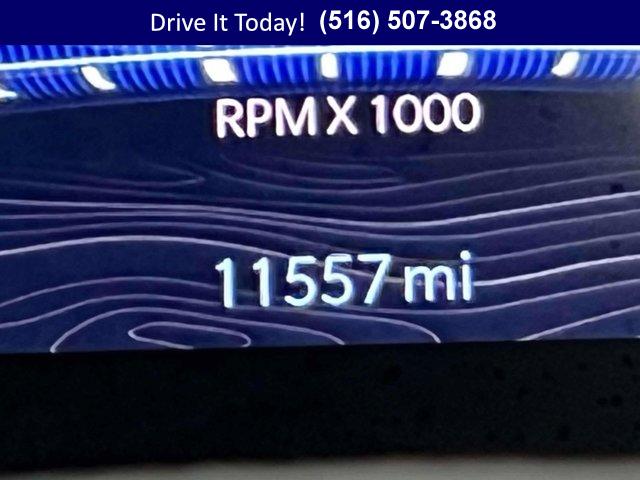 Drive It Today! (516) 507-3868
RPM X 1000
11557 mi